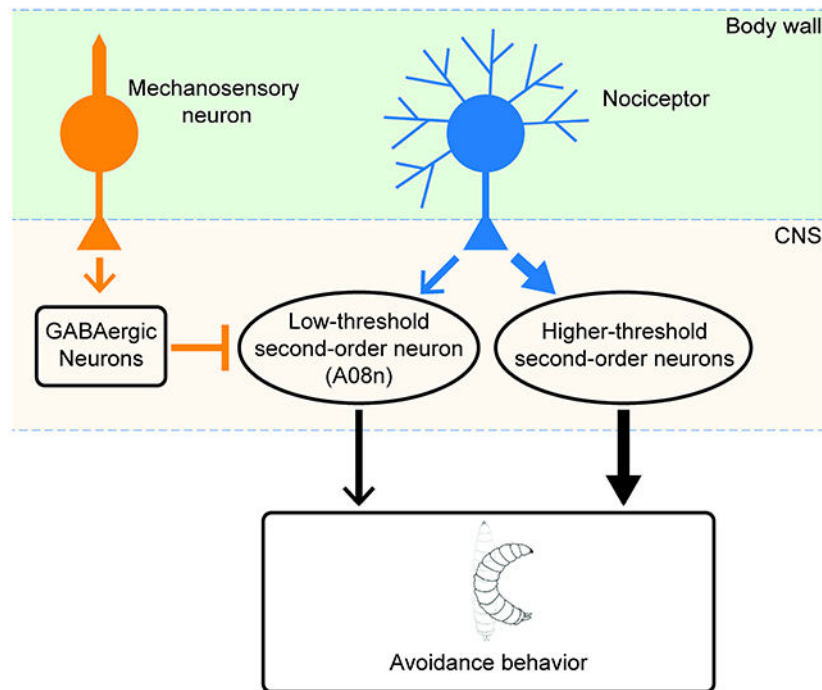 Body wall
Mechanosensory
neuron
Nociceptor
CNS
GABAergic
Neurons
Low-threshold
second-order neuron
(A08n)
Higher-threshold
second-order neurons
Avoidance behavior